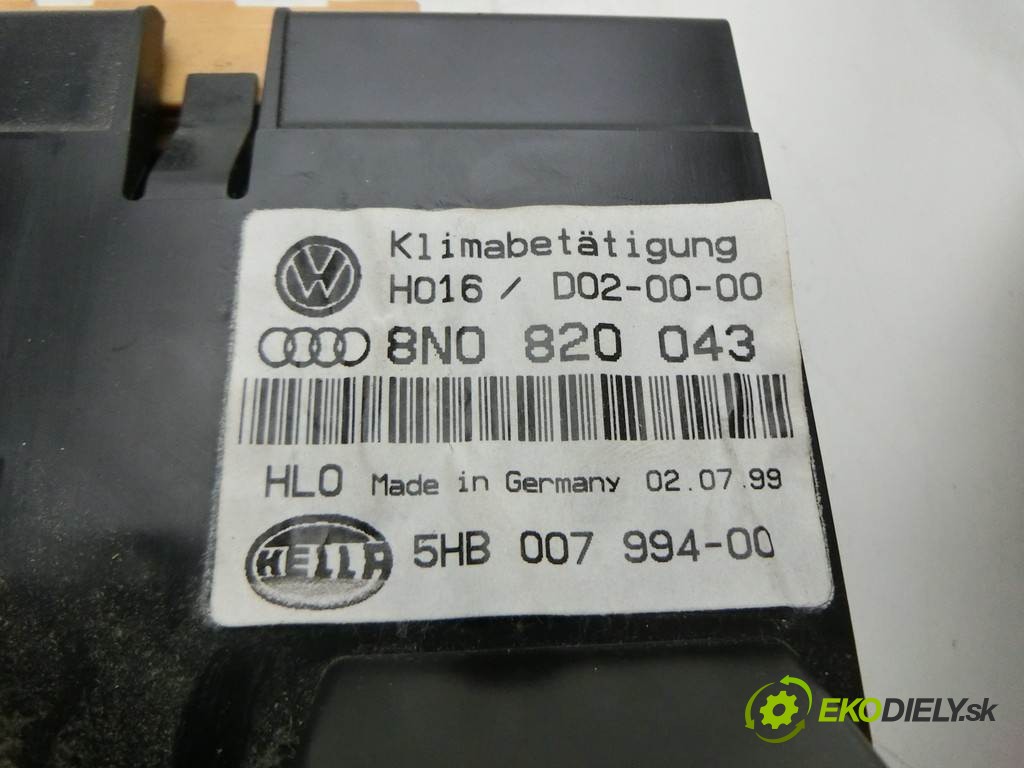 Klimabetätigung
H016 / D02-00-00
8N0 820 043
HLO Made in Germany 02.07.99
HELLA 5HB 007 994-00
EKODIELY.sk